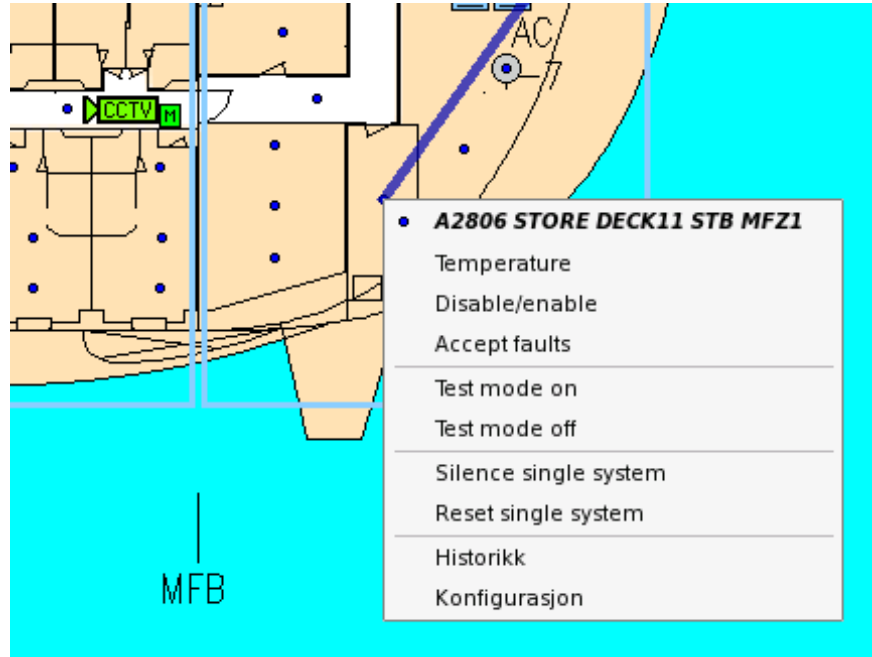 AC
7
CCTV
M
A2806 STORE DECK11 STB MFZ1
Temperature
Disable/enable
Accept faults
Test mode on
Test mode off
Silence single system
Reset single system
Historikk
Konfigurasjon
MFB